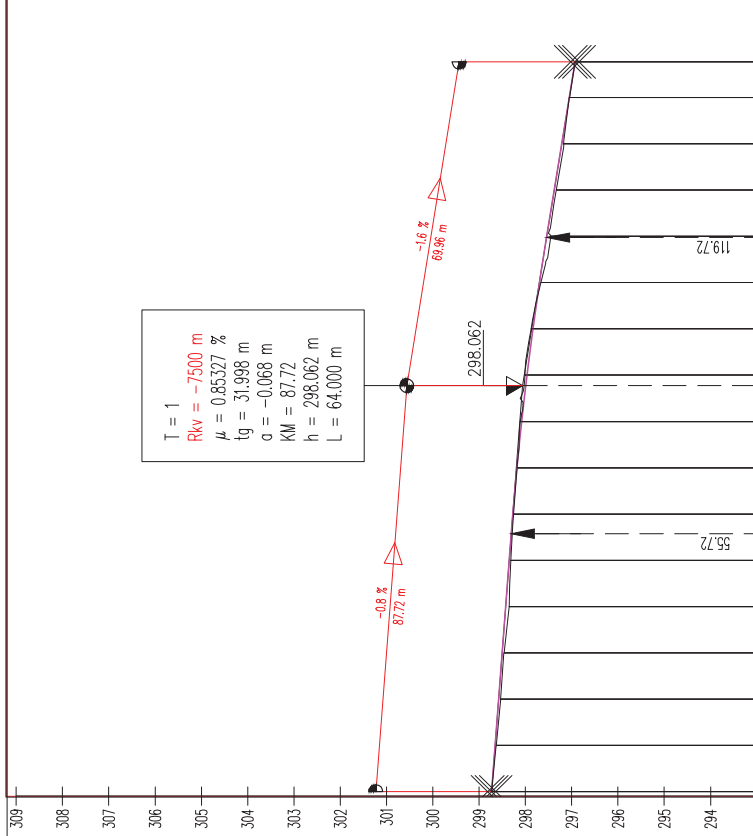 T = 1
Rkv = -7500 m
μ = 0.85327 %
tg = 31.998 m
a = -0.068 m
KM = 87.72
h = 298.062 m
L = 64.000 m
-0.8 %
87.72 m
-1.6 %
69.96 m
298.062
55.72
119.72
309
308
307
306
305
304
303
302
301
300
299
298
297
296
295
294